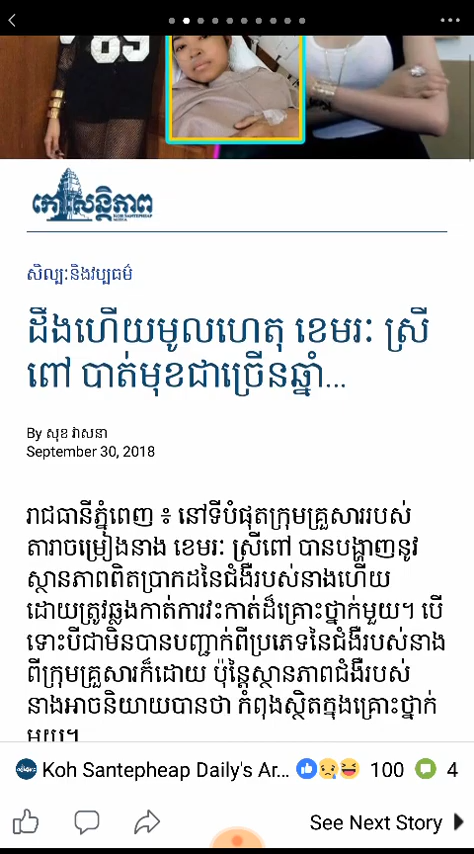 89
កោះសន្តិភាព
KOH SANTEPHEAP
សិល្បៈនិងវប្បធម៌
ដឹងហើយមូលហេតុ ខេមរៈ ស្រី
ពៅ បាត់មុខជាច្រើនឆ្នាំ...
By សុខ វាសនា
September 30, 2018
រាជធានីភ្នំពេញ ៖ នៅទីបំផុតក្រុមគ្រួសាររបស់
តារាចម្រៀងនាង ខេមរៈ ស្រីពៅ បានបង្ហាញនូវ
ស្ថានភាពពិតប្រាកដនៃជំងឺរបស់នាងហើយ
ដោយត្រូវឆ្លងកាត់ការវះកាត់ដ៏គ្រោះថ្នាក់មួយ។ បើ
ទោះបីជាមិនបានបញ្ជាក់ពីប្រភេទនៃជំងឺរបស់នាង
ពីក្រុមគ្រួសារក៏ដោយ ប៉ុន្តែស្ថានភាពជំងឺរបស់
នាងអាចនិយាយបានថា កំពុងស្ថិតក្នុងគ្រោះថ្នាក់
មួយ។
Koh Santepheap Daily's Ar... 100 4
See Next Story